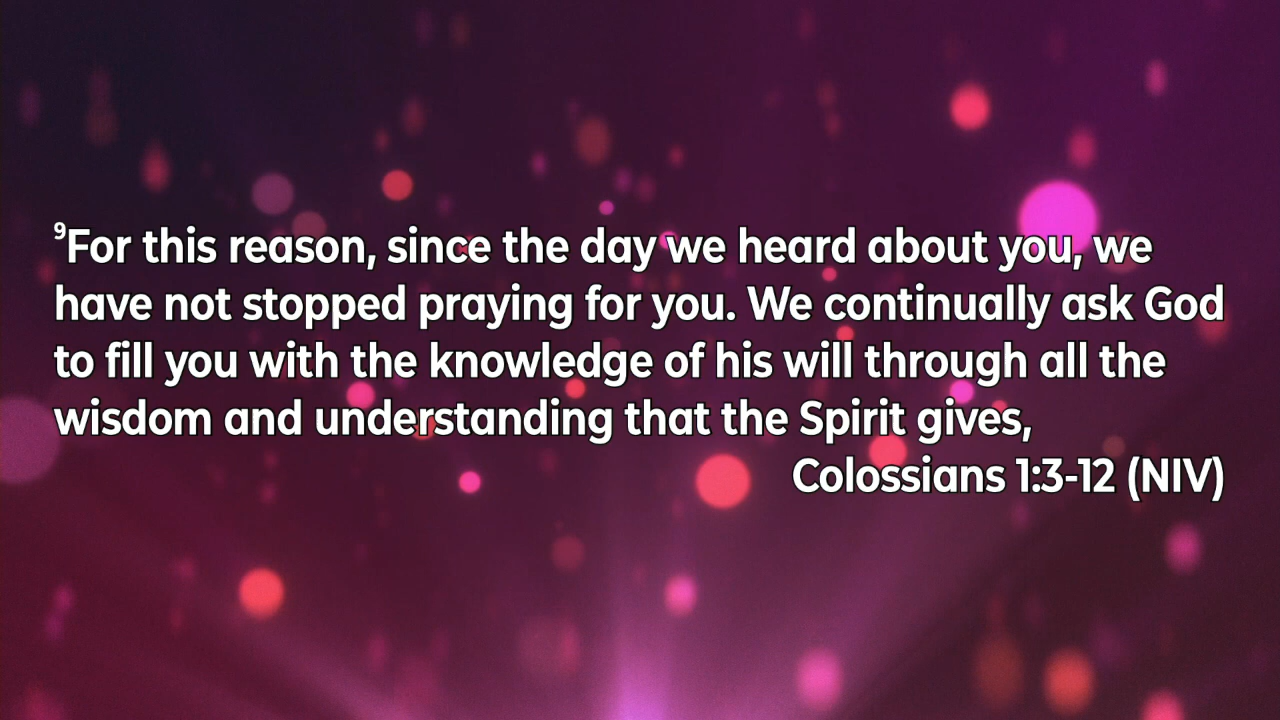 ⁹For this reason, since the day we heard about you, we
have not stopped praying for you. We continually ask God
to fill you with the knowledge of his will through all the
wisdom and understanding that the Spirit gives,
Colossians 1:3-12 (NIV)